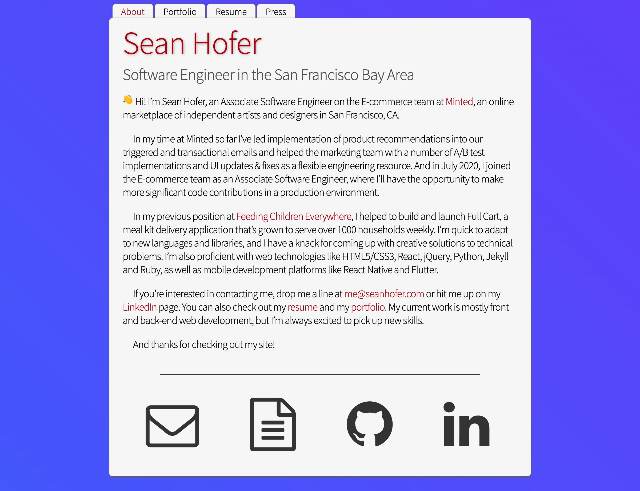 About Portfolio Resume Press
Sean Hofer
Software Engineer in the San Francisco Bay Area
Hi! I'm Sean Hofer, an Associate Software Engineer on the E-commerce team at Minted, an online
marketplace of independent artists and designers in San Francisco, CA.
In my time at Minted so far I've led implementation of product recommendations into our
triggered and transactional emails and helped the marketing team with a number of A/B test
implementations and UI updates & fixes as a flexible engineering resource. And in July 2020, I joined
the E-commerce team as an Associate Software Engineer, where I'll have the opportunity to make
more significant code contributions in a production environment.
In my previous position at Feeding Children Everywhere, I helped to build and launch Full Cart, a
meal kit delivery application that's grown to serve over 1000 households weekly. I'm quick to adapt
to new languages and libraries, and I have a knack for coming up with creative solutions to technical
problems. I'm also proficient with web technologies like HTML5/CSS3, React, jQuery, Python, Jekyll
and Ruby, as well as mobile development platforms like React Native and Flutter.
If you're interested in contacting me, drop me a line at me@seanhofer.com or hit me up on my
LinkedIn page. You can also check out my resume and my portfolio. My current work is mostly front
and back-end web development, but I'm always excited to pick up new skills.
And thanks for checking out my site!
in